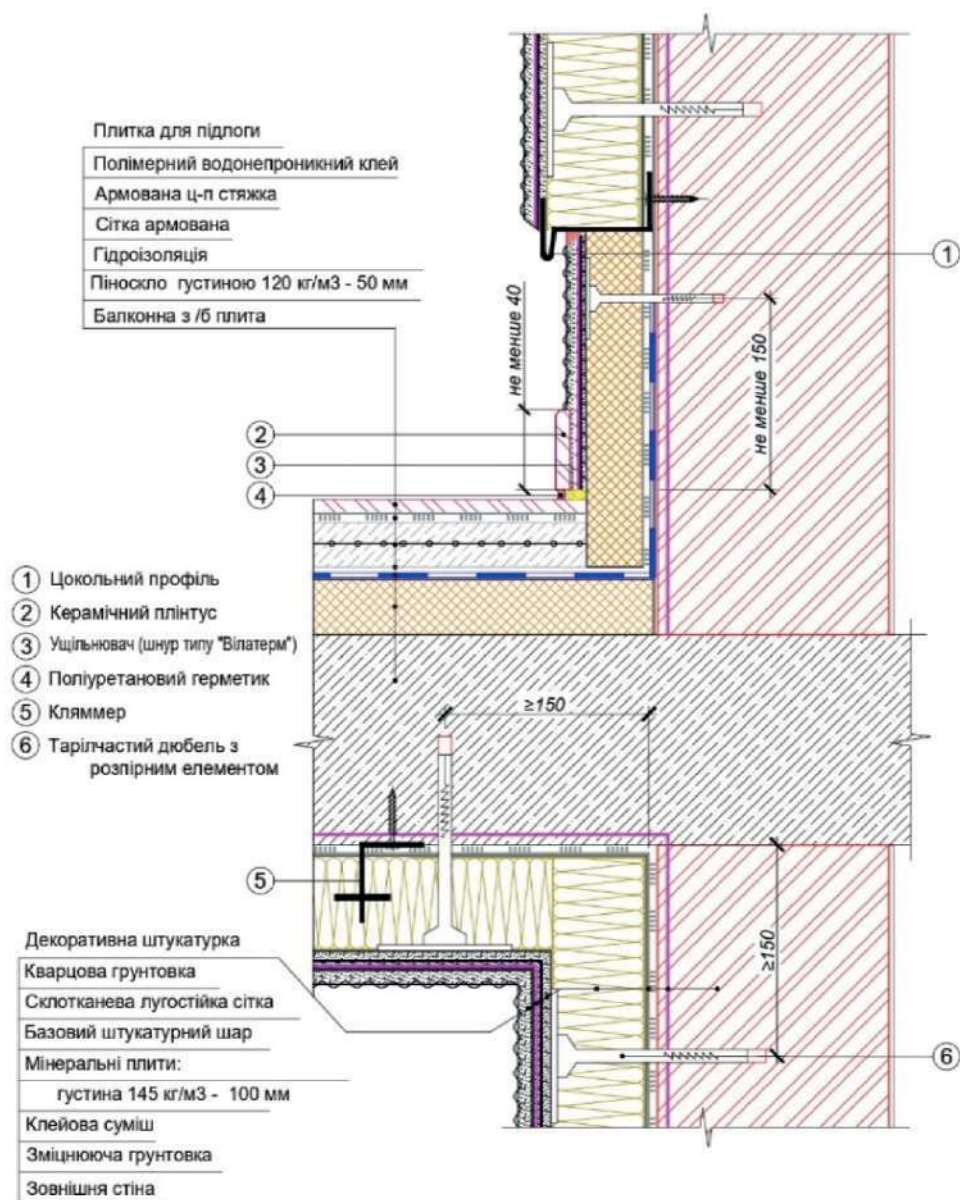 Плитка для підлоги
Полімерний водонепроникний клей
Армована ц-п стяжка
Сітка армована
Гідроізоляція
Піноскло густиною 120 кг/м3 - 50 мм
Балконна з /б плита
1
не менше 40
не менше 150
2
3
4
1 Цокольний профіль
2 Керамічний плінтус
3 Ущільнювач (шнур типу "Вілатерм")
4 Поліуретановий герметик
5 Кляммер
6 Тарілчастий дюбель з
розпірним елементом
≥150
5
≥150
6
Декоративна штукатурка
Кварцова грунтовка
Склотканева лугостійка сітка
Базовий штукатурний шар
Мінеральні плити:
густина 145 кг/м3 - 100 мм
Клейова суміш
Зміцнююча грунтовка
Зовнішня стіна